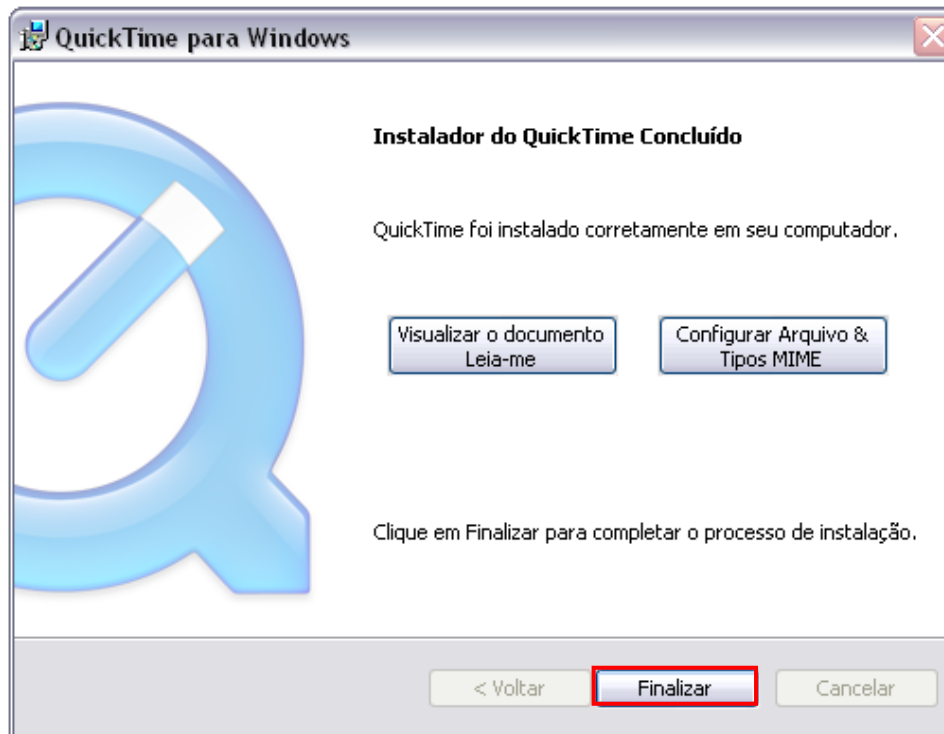 QuickTime para Windows
Instalador do QuickTime Concluído
QuickTime foi instalado corretamente em seu computador.
Visualizar o documento
Leia-me
Configurar Arquivo &
Tipos MIME
Clique em Finalizar para completar o processo de instalação.
< Voltar
Finalizar
Cancelar